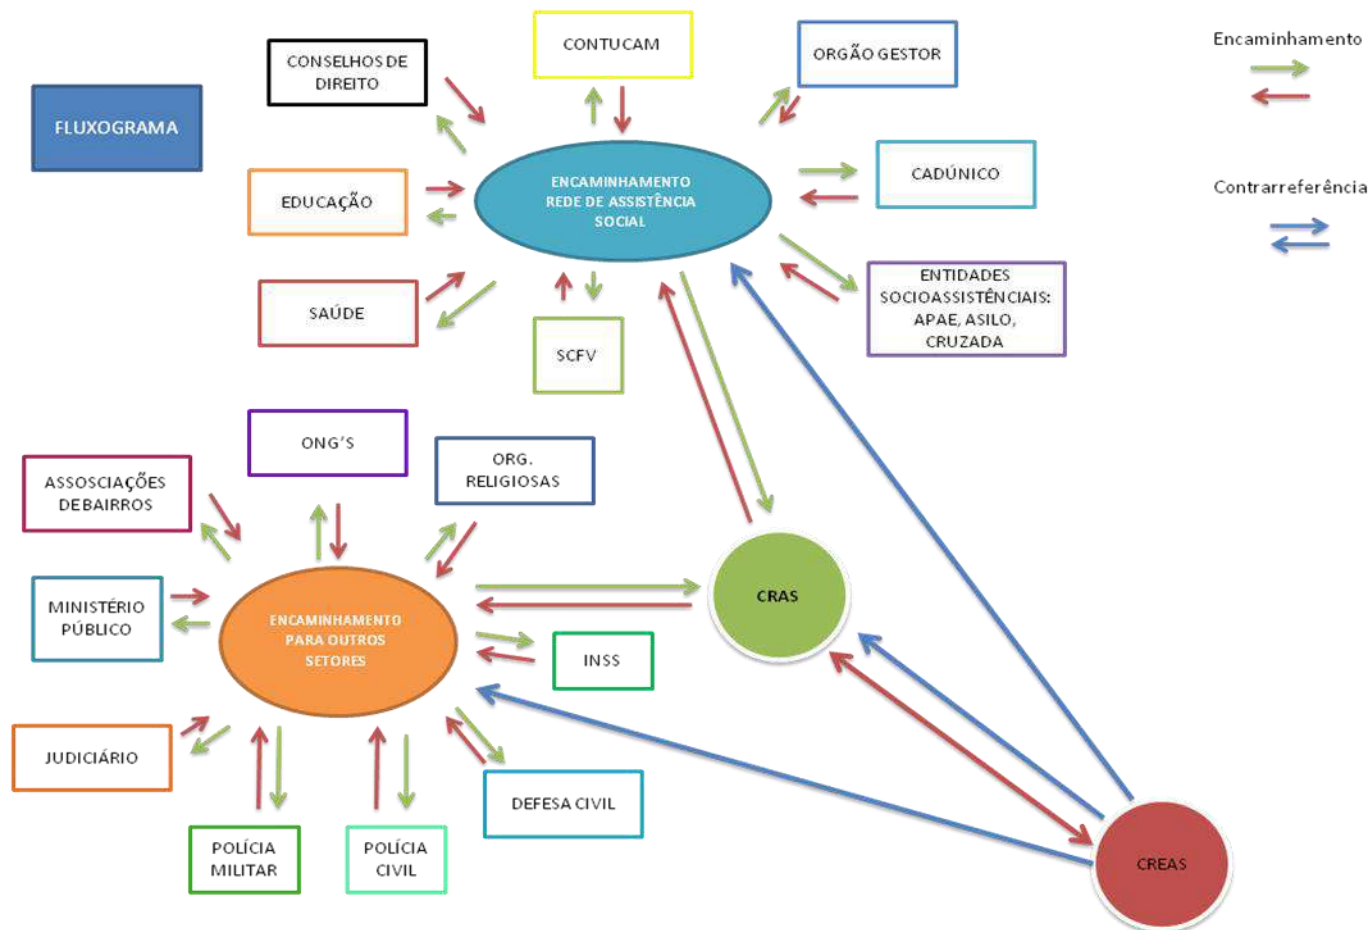 CONTUCAM
ORGÃO GESTOR
Encaminhamento
CONSELHOS DE
DIREITO
FLUXOGRAMA
ENCAMINHAMENTO
REDE DE ASSISTÊNCIA
SOCIAL
CADÚNICO
Contrarreferência
EDUCAÇÃO
SAÚDE
SCFV
ENTIDADES
SOCIOASSISTÊNCIAIS:
APAE, ASILO,
CRUZADA
ONG'S
ORG.
RELIGIOSAS
ASSOSCIAÇÕES
DE BAIRROS
MINISTÉRIO
PÚBLICO
ENCAMINHAMENTO
PARA OUTROS
SETORES
CRAS
INSS
JUDICIÁRIO
DEFESA CIVIL
POLÍCIA
MILITAR
POLÍCIA
CIVIL
CREAS